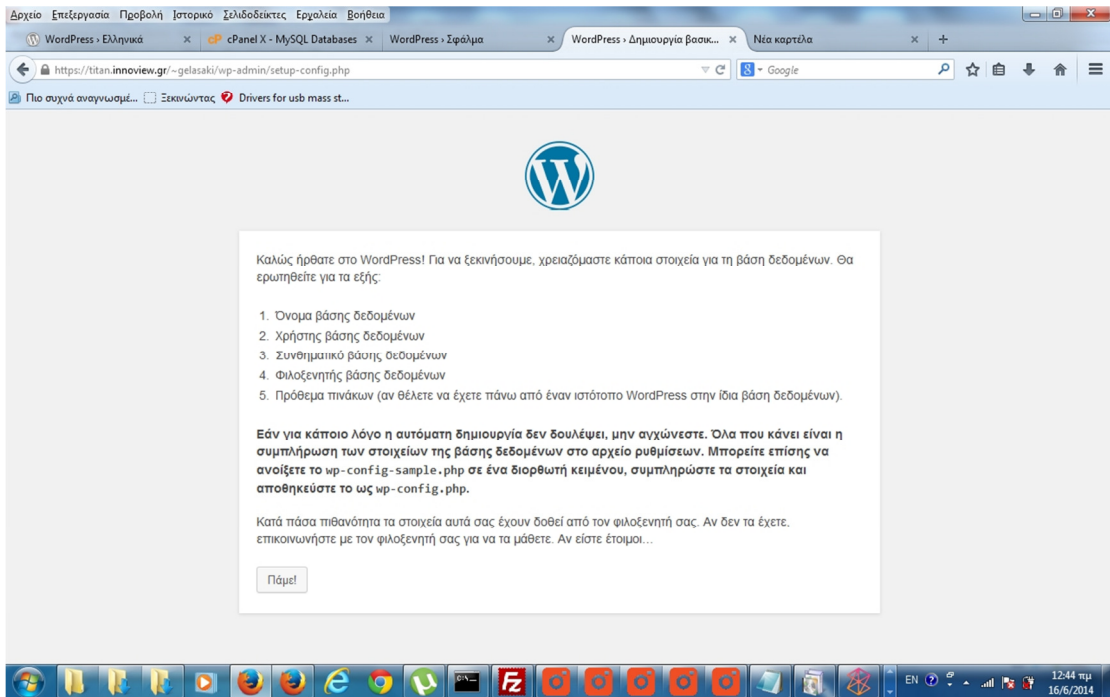 Αρχείο Επεξεργασία Προβολή Ιστορικό Σελιδοδείκτες Εργαλεία Βοήθεια
WordPress › Ελληνικά cPanel X - MySQL Databases WordPress › Σφάλμα WordPress › Δημιουργία βασικ... Νέα καρτέλα
https://titan.innoview.gr/~gelasaki/wp-admin/setup-config.php Google
Πιο συχνά αναγνωσμέ... Ξεκινώντας Drivers for usb mass st...
Καλώς ήρθατε στο WordPress! Για να ξεκινήσουμε, χρειαζόμαστε κάποια στοιχεία για τη βάση δεδομένων. Θα
ερωτηθείτε για τα εξής:
1. Όνομα βάσης δεδομένων
2. Χρήστης βάσης δεδομένων
3. Συνθηματικό βάσης δεδομένων
4. Φιλοξενητής βάσης δεδομένων
5. Πρόθεμα πινάκων (αν θέλετε να έχετε πάνω από έναν ιστότοπο WordPress στην ίδια βάση δεδομένων).
Εάν για κάποιο λόγο η αυτόματη δημιουργία δεν δουλέψει, μην αγχώνεστε. Όλα που κάνει είναι η
συμπλήρωση των στοιχείων της βάσης δεδομένων στο αρχείο ρυθμίσεων. Μπορείτε επίσης να
ανοίξετε το wp-config-sample.php σε ένα διορθωτή κειμένου, συμπληρώστε τα στοιχεία και
αποθηκεύστε το ως wp-config.php.
Κατά πάσα πιθανότητα τα στοιχεία αυτά σας έχουν δοθεί από τον φιλοξενητή σας. Αν δεν τα έχετε,
επικοινωνήστε με τον φιλοξενητή σας για να τα μάθετε. Αν είστε έτοιμοι...
Πάμε!
EN 12:44 πμ
16/6/2014